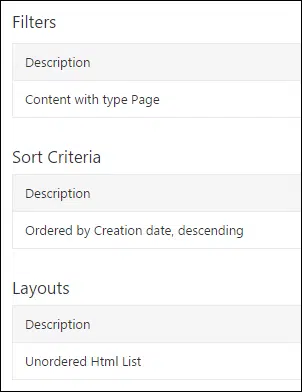 Filters
Description
Content with type Page
Sort Criteria
Description
Ordered by Creation date, descending
Layouts
Description
Unordered Html List